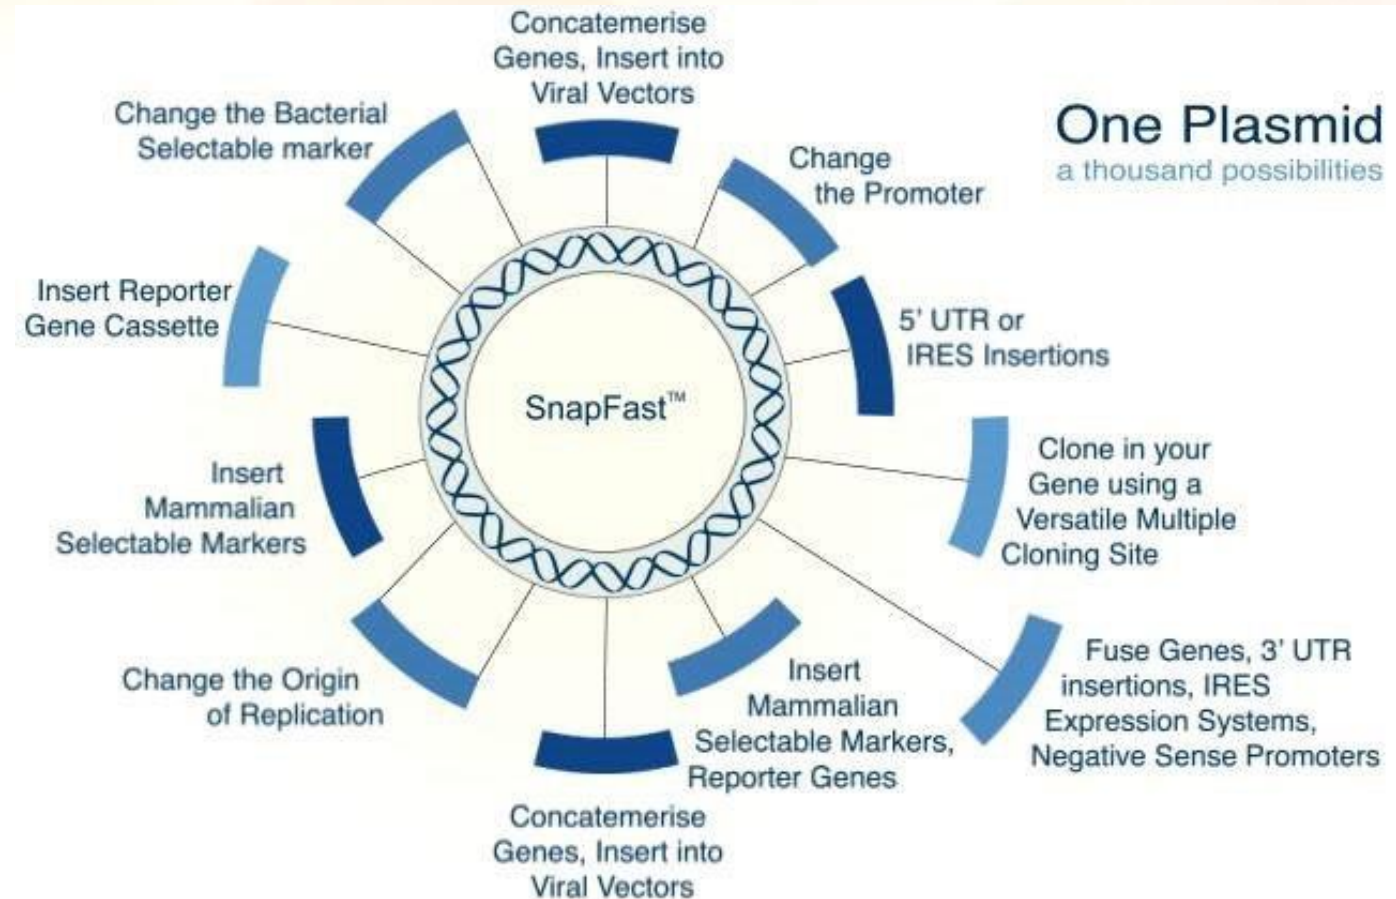 Concatemerise
Genes, Insert into
Viral Vectors
One Plasmid
a thousand possibilities
Change the Bacterial
Selectable marker
Change
the Promoter
Insert Reporter
Gene Cassette
5' UTR or
IRES Insertions
SnapFast™
Clone in your
Gene using a
Versatile Multiple
Cloning Site
Insert
Mammalian
Selectable Markers
Fuse Genes, 3' UTR
insertions, IRES
Expression Systems,
Negative Sense Promoters
Insert
Mammalian
Selectable Markers,
Reporter Genes
Change the Origin
of Replication
Concatemerise
Genes, Insert into
Viral Vectors